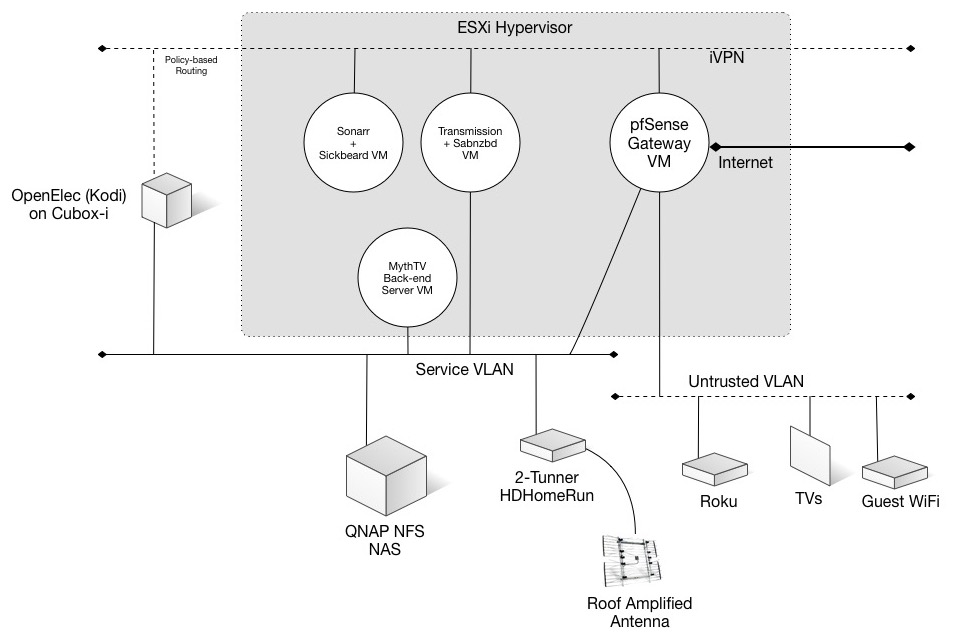 ESXi Hypervisor
iVPN
Policy-based
Routing
Sonarr
+
Sickbeard VM
Transmission
+ Sabnzbd
VM
pfSense
Gateway
VM
Internet
OpenElec (Kodi)
on Cubox-i
MythTV
Back-end
Server VM
Service VLAN
Untrusted VLAN
2-Tunner
HDHomeRun
Roku
TVs
Guest WiFi
QNAP NFS
NAS
Roof Amplified
Antenna